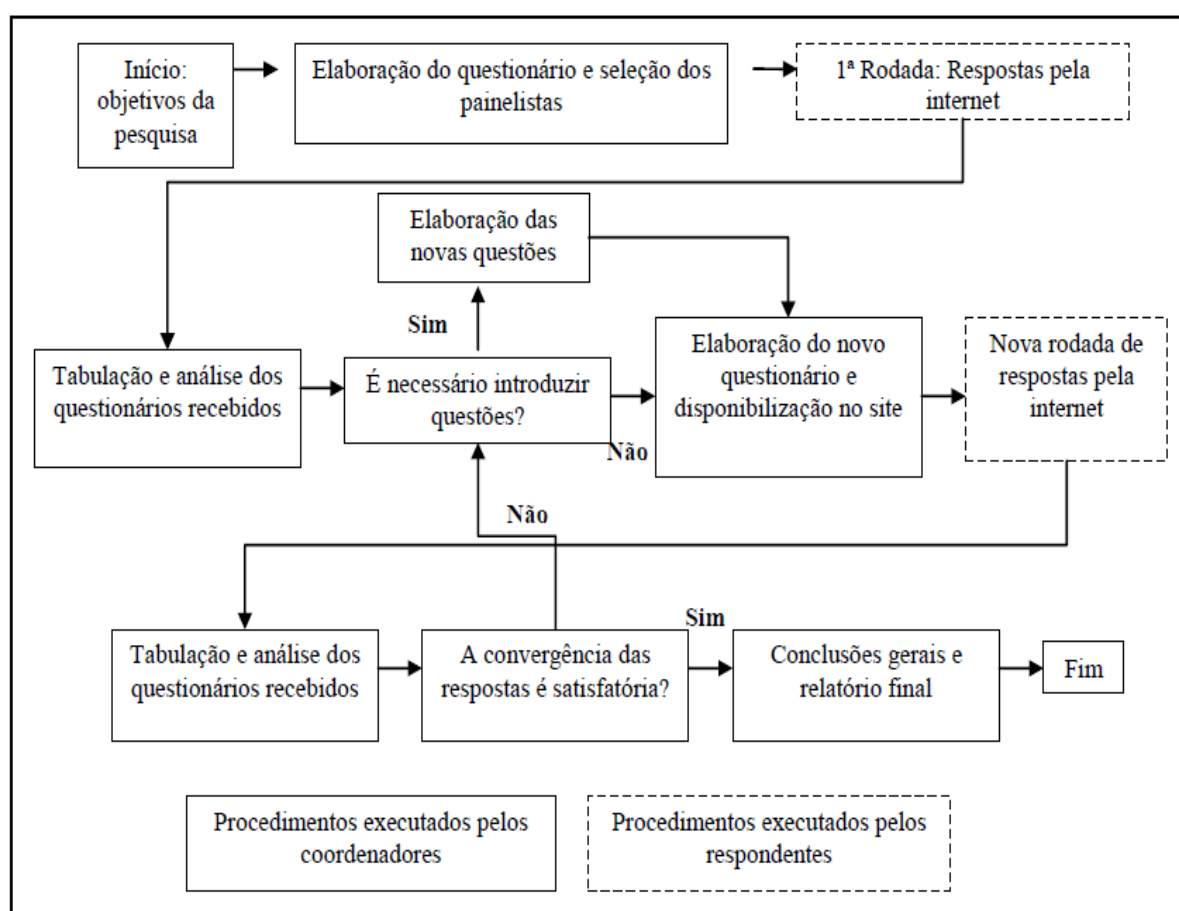 Início:
objetivos da
pesquisa
Elaboração do questionário e seleção dos
painelistas
1ª Rodada: Respostas pela
internet
Elaboração das
novas questões
Sim
Tabulação e análise dos
questionários recebidos
É necessário introduzir
questões?
Não
Elaboração do novo
questionário e
disponibilização no site
Nova rodada de
respostas pela
internet
Não
Tabulação e análise dos
questionários recebidos
A convergência das
respostas é satisfatória?
Sim
Conclusões gerais e
relatório final
Fim
Procedimentos executados pelos
coordenadores
Procedimentos executados pelos
respondentes